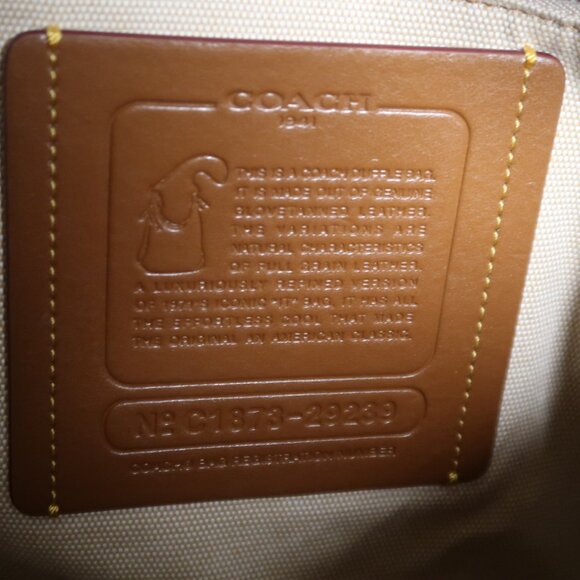 COACH
1941
THIS IS A COACH DUFFLE BAG.
IT IS MADE OUT OF GENUINE
GLOVETANNED LEATHER.
THE VARIATIONS ARE
NATURAL CHARACTERISTICS
OF FULL GRAIN LEATHER.
A LUXURIOUSLY REFINED VERSION
OF 1971'S ICONIC "IT" BAG, IT HAS ALL
THE EFFORTLESS COOL THAT MADE
THE ORIGINAL AN AMERICAN CLASSIC.
Nº C1873-29239
COACH® BAG REGISTRATION NUMBER